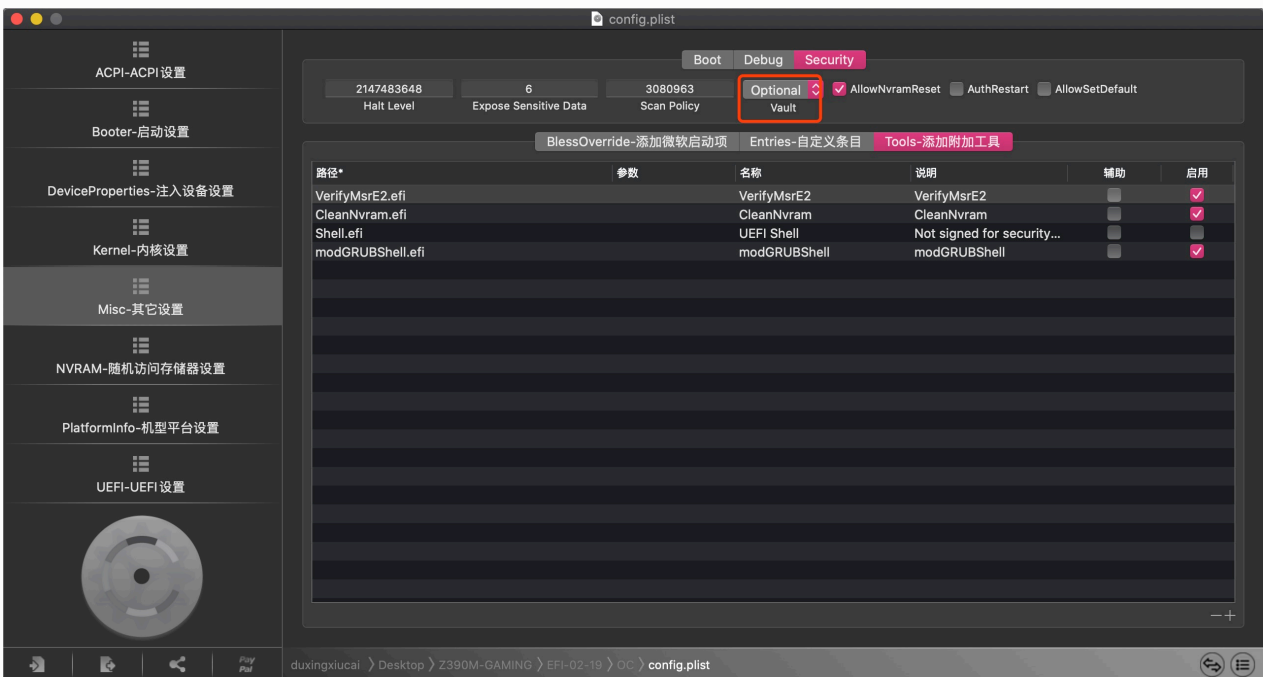 config.plist
ACPI-ACPI设置
Booter-启动设置
DeviceProperties-注入设备设置
Kernel-内核设置
Misc-其它设置
NVRAM-随机访问存储器设置
PlatformInfo-机型平台设置
UEFI-UEFI设置
Boot Debug Security
2147483648 6 3080963 Optional AllowNvramReset AuthRestart AllowSetDefault
Halt Level Expose Sensitive Data Scan Policy Vault
BlessOverride-添加微软启动项 Entries-自定义条目 Tools-添加附加工具
路径* 参数 名称 说明 辅助 启用
VerifyMsrE2.efi VerifyMsrE2 VerifyMsrE2
CleanNvram.efi CleanNvram CleanNvram
Shell.efi UEFI Shell Not signed for security...
modGRUBShell.efi modGRUBShell modGRUBShell
Pay
Pal
duxingxiucai 〉Desktop 〉Z390M-GAMING 〉EFI-02-19 〉OC 〉config.plist